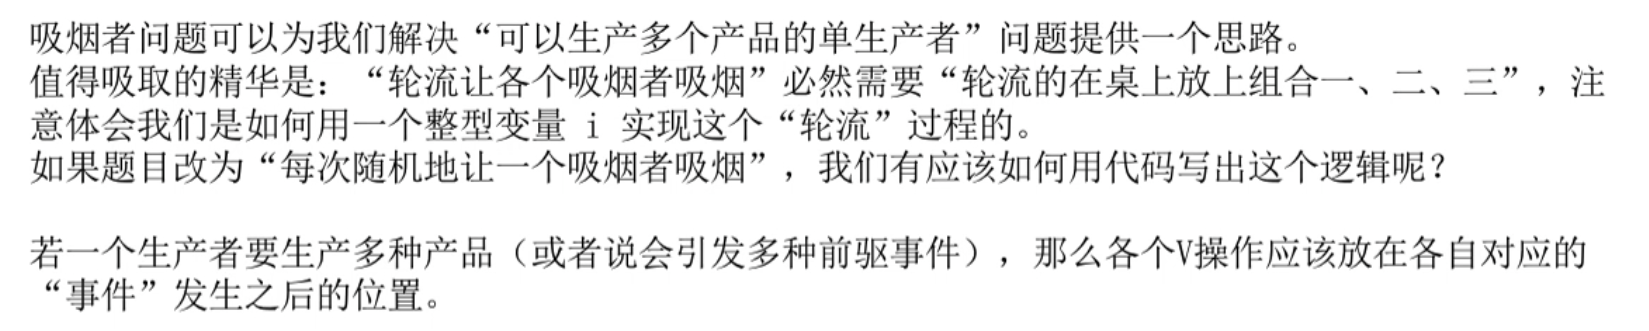 吸烟者问题可以为我们解决“可以生产多个产品的单生产者”问题提供一个思路。
值得吸取的精华是：“轮流让各个吸烟者吸烟”必然需要“轮流的在桌上放上组合一、二、三”，注
意体会我们是如何用一个整型变量 i 实现这个“轮流”过程的。
如果题目改为“每次随机地让一个吸烟者吸烟”，我们有应该如何用代码写出这个逻辑呢？
若一个生产者要生产多种产品（或者说会引发多种前驱事件），那么各个V操作应该放在各自对应的
“事件”发生之后的位置。